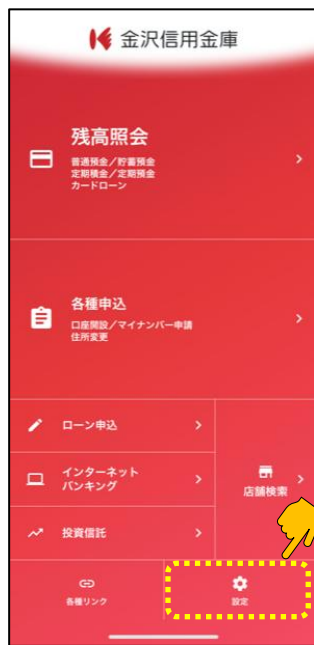 金沢信用金庫
残高照会
普通預金／貯蓄預金
定期積金／定期預金
カードローン
各種申込
口座開設／マイナンバー申請
住所変更
ローン申込
インターネット
バンキング
投資信託
店舗検索
各種リンク
設定